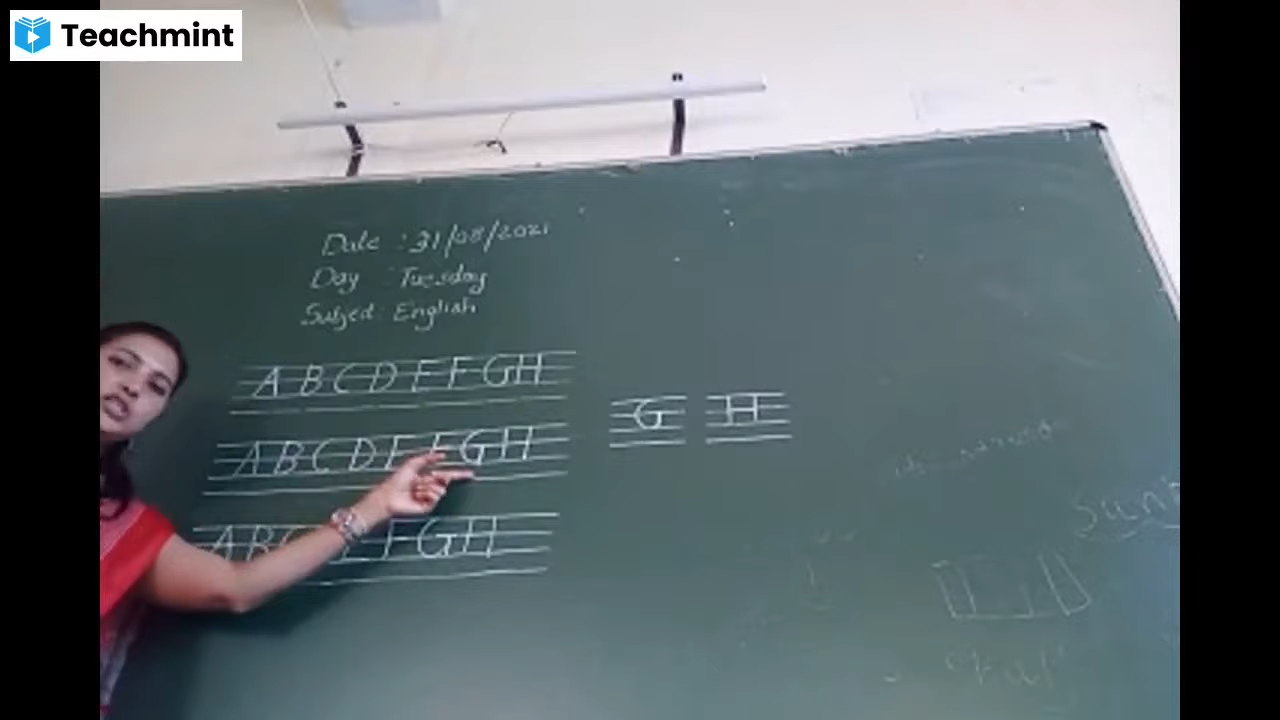 Teachmint
Date : 31/08/2021
Day : Tuesday
Subject : English
A B C D E F G H
A B C D E F G H
G H
A B C E F G H